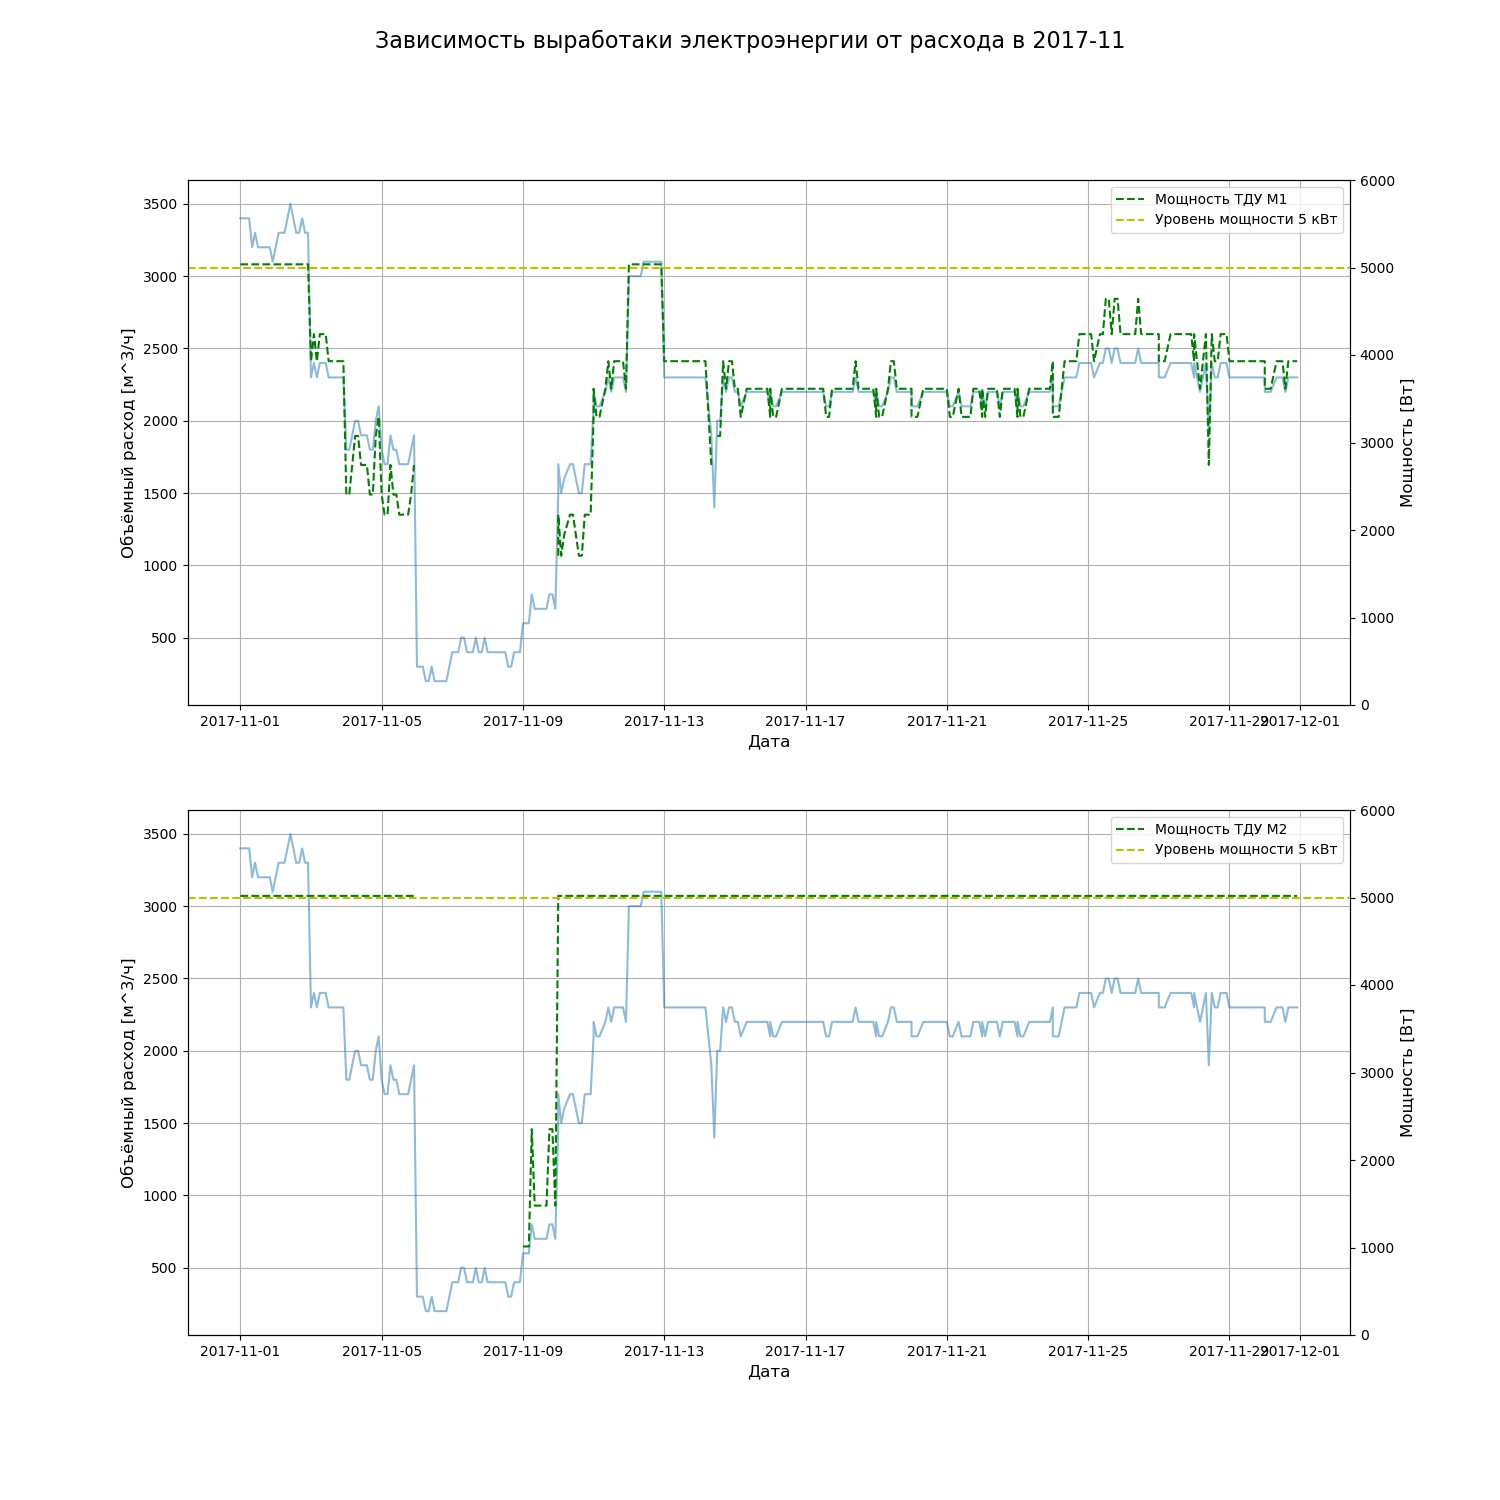 Зависимость выработаки электроэнергии от расхода в 2017-11
Мощность ТДУ М1
Уровень мощности 5 кВт
3500
3000
2500
2000
1500
1000
500
Объёмный расход [м^3/ч]
6000
5000
4000
3000
2000
1000
0
Мощность [Вт]
2017-11-01 2017-11-05 2017-11-09 2017-11-13 2017-11-17 2017-11-21 2017-11-25 2017-11-29 2017-12-01
Дата
Мощность ТДУ М2
Уровень мощности 5 кВт
3500
3000
2500
2000
1500
1000
500
Объёмный расход [м^3/ч]
6000
5000
4000
3000
2000
1000
0
Мощность [Вт]
2017-11-01 2017-11-05 2017-11-09 2017-11-13 2017-11-17 2017-11-21 2017-11-25 2017-11-29 2017-12-01
Дата